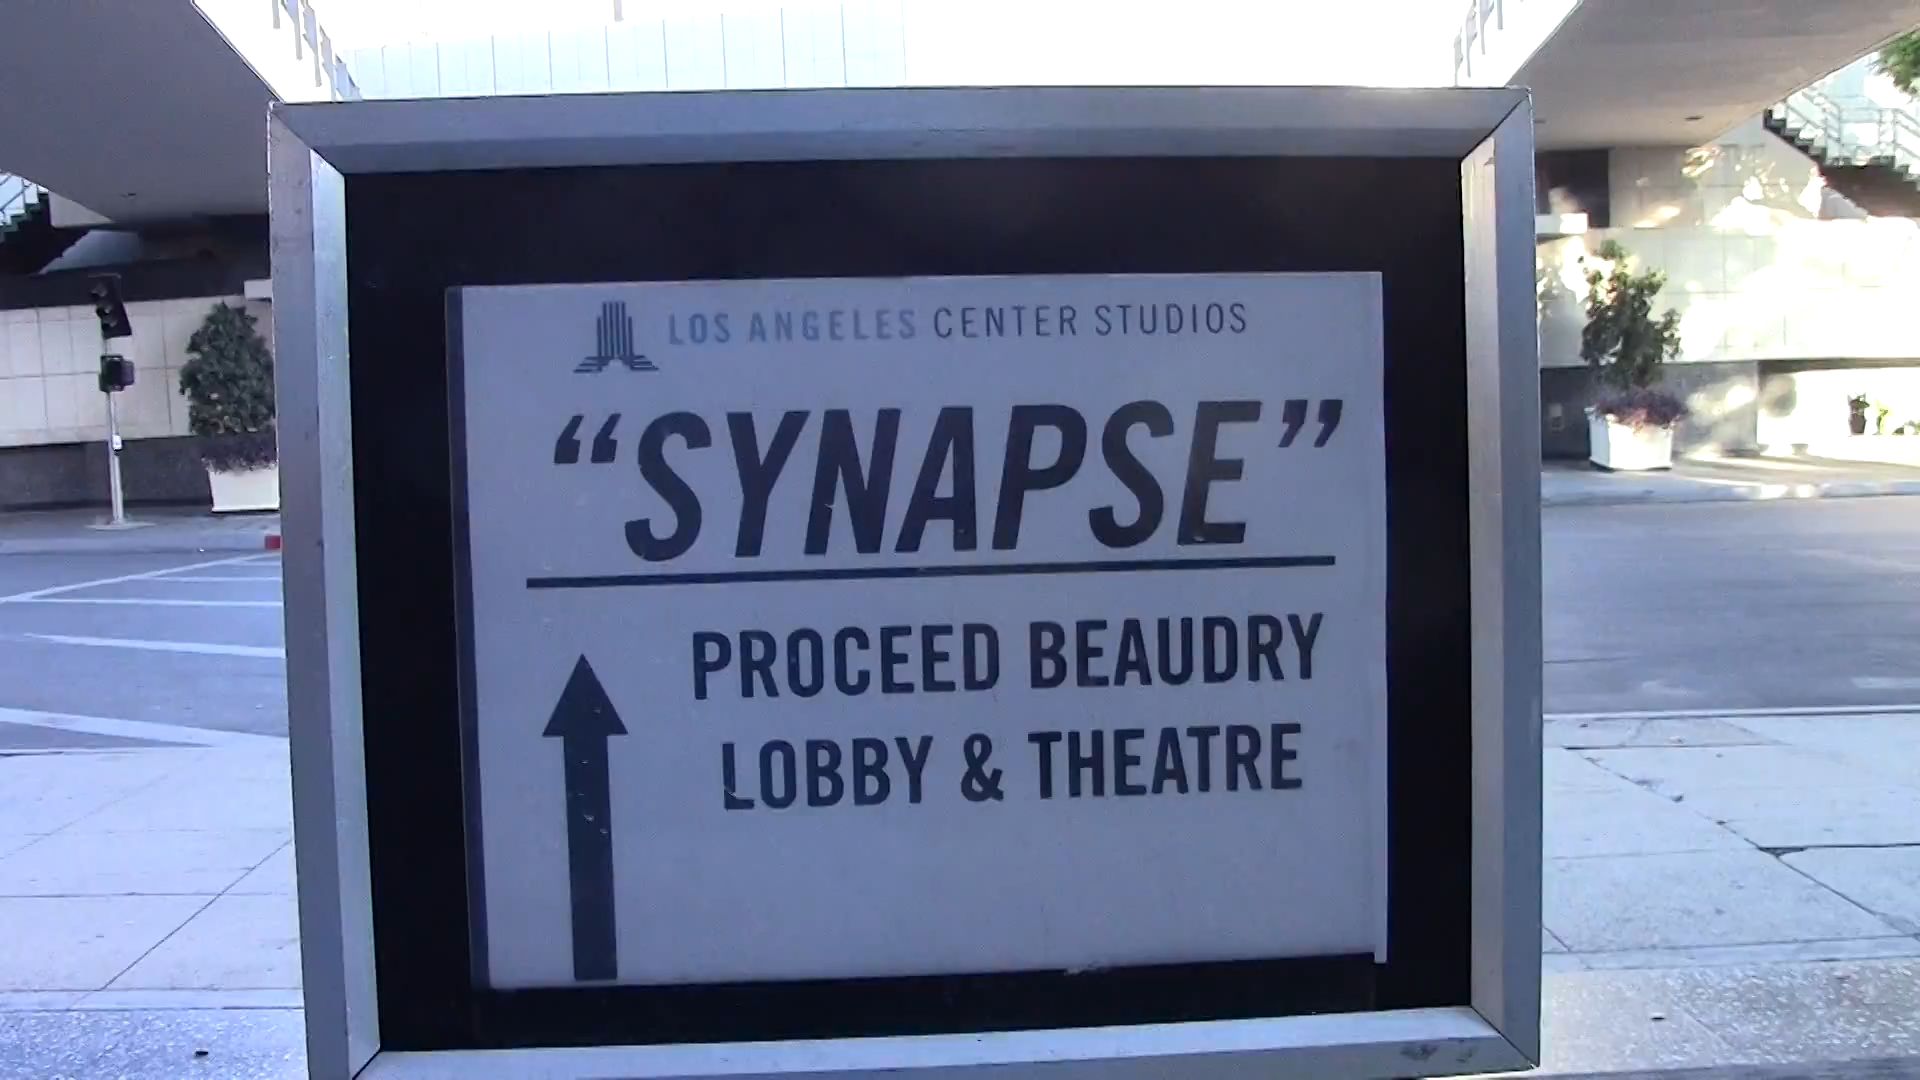 LOS ANGELES CENTER STUDIOS
“SYNAPSE”
PROCEED BEAUDRY
LOBBY & THEATRE